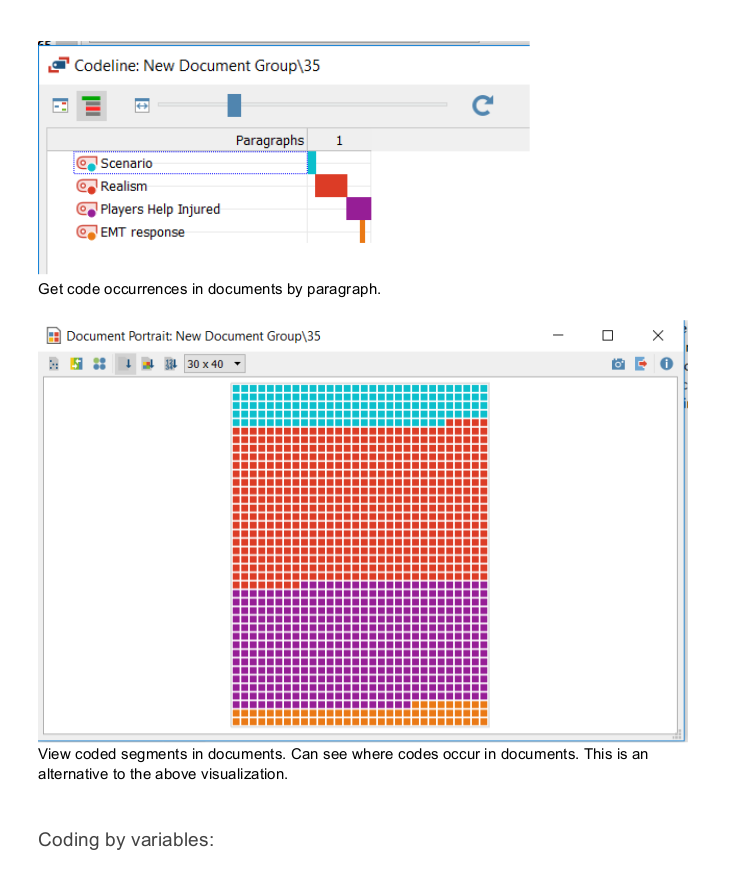 Codeline: New Document Group\35
Paragraphs 1
Scenario
Realism
Players Help Injured
EMT response
Get code occurrences in documents by paragraph.
Document Portrait: New Document Group\35
30 x 40
View coded segments in documents. Can see where codes occur in documents. This is an
alternative to the above visualization.
Coding by variables: